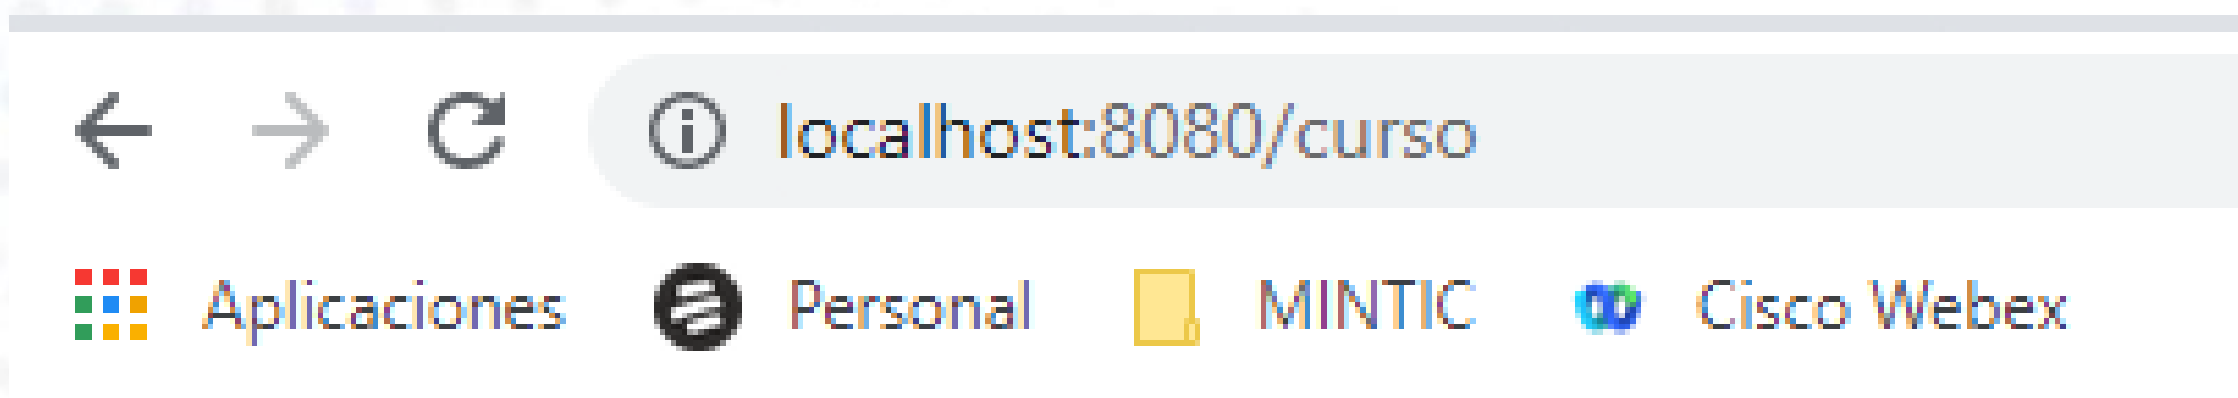 localhost:8080/curso
Aplicaciones Personal MINTIC Cisco Webex